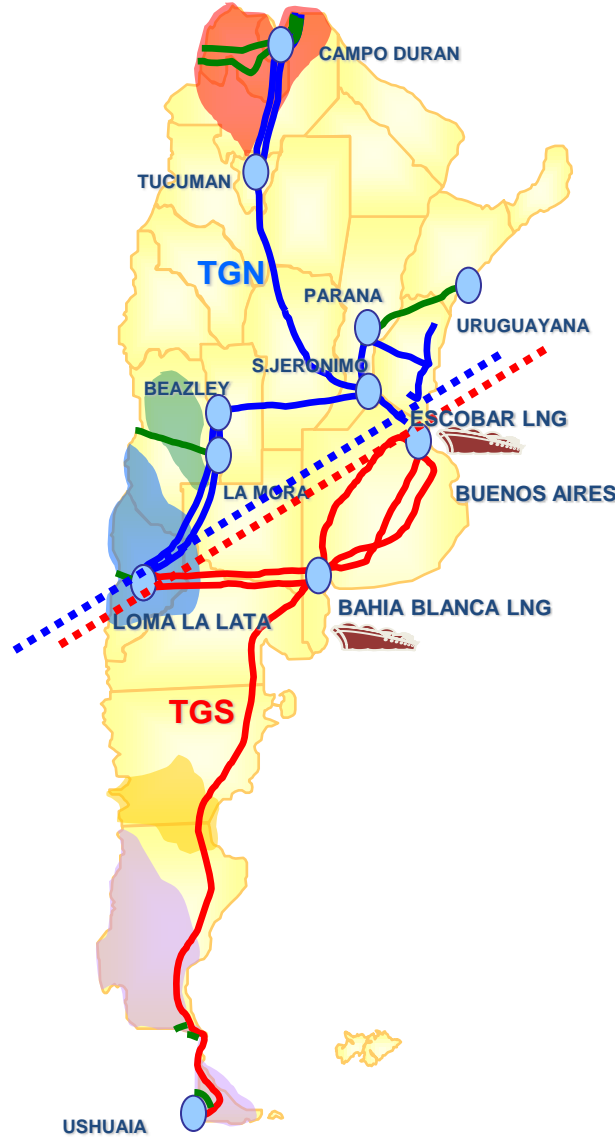 CAMPO DURAN
TUCUMAN
TGN
PARANA
URUGUAYANA
S.JERONIMO
BEAZLEY
ESCOBAR LNG
LA MORA
BUENOS AIRES
BAHIA BLANCA LNG
LOMA LA LATA
TGS
USHUAIA